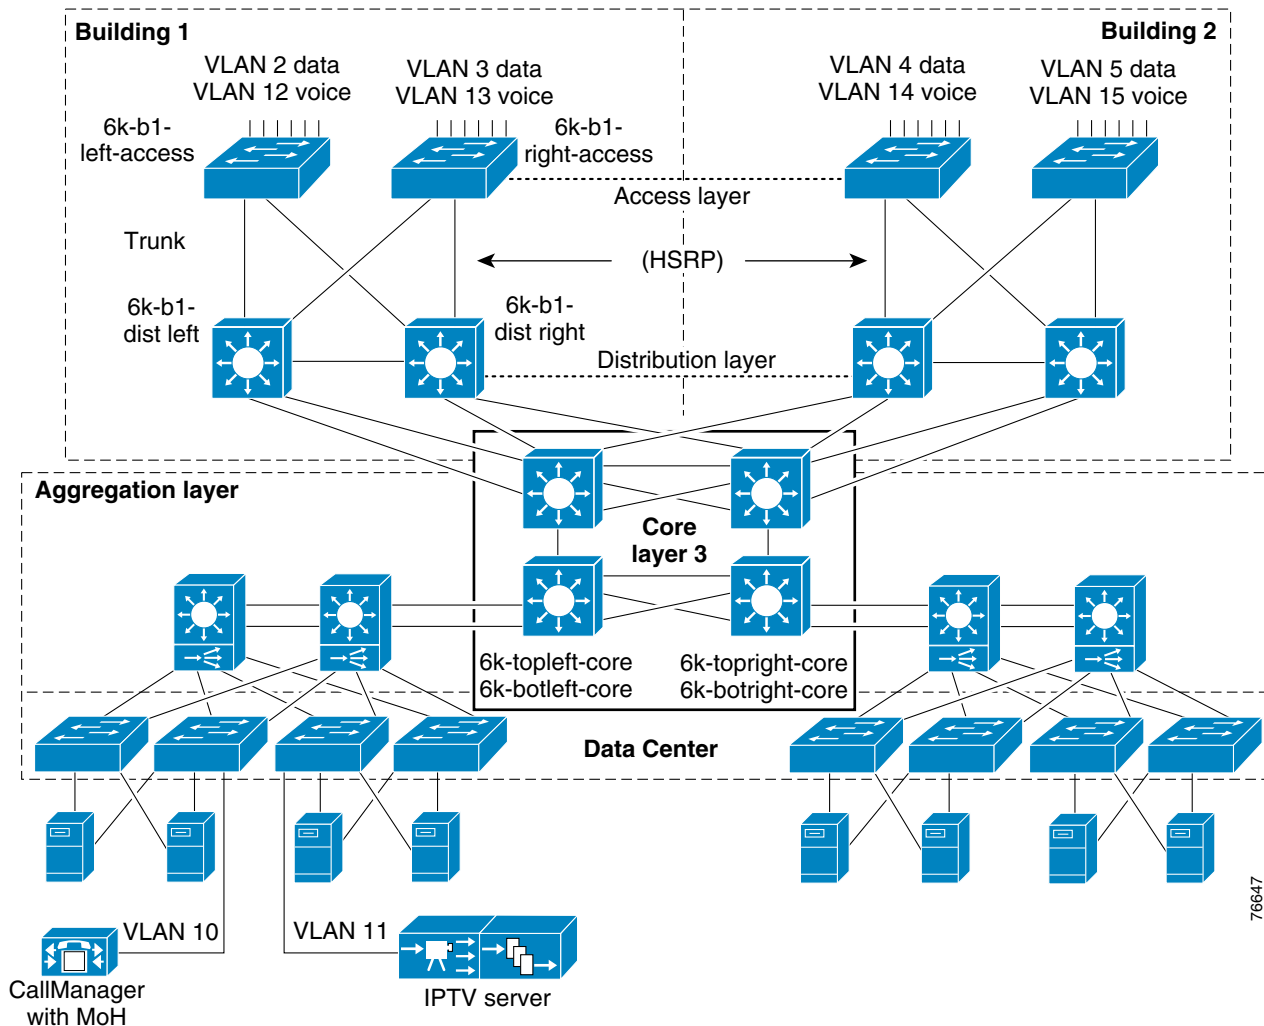 Building 1
Building 2
VLAN 2 data
VLAN 12 voice
VLAN 3 data
VLAN 13 voice
VLAN 4 data
VLAN 14 voice
VLAN 5 data
VLAN 15 voice
6k-b1-
left-access
6k-b1-
right-access
Access layer
Trunk
(HSRP)
6k-b1-
dist left
6k-b1-
dist right
Distribution layer
Aggregation layer
Core
layer 3
6k-topleft-core
6k-botleft-core
6k-topright-core
6k-botright-core
Data Center
VLAN 10
VLAN 11
CallManager
with MoH
IPTV server
76647